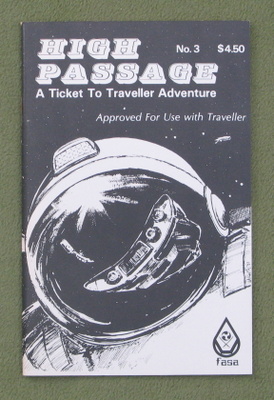 HIGH
PASSAGE
No. 3 $4.50
A Ticket To Traveller Adventure
Approved For Use with Traveller
fasa